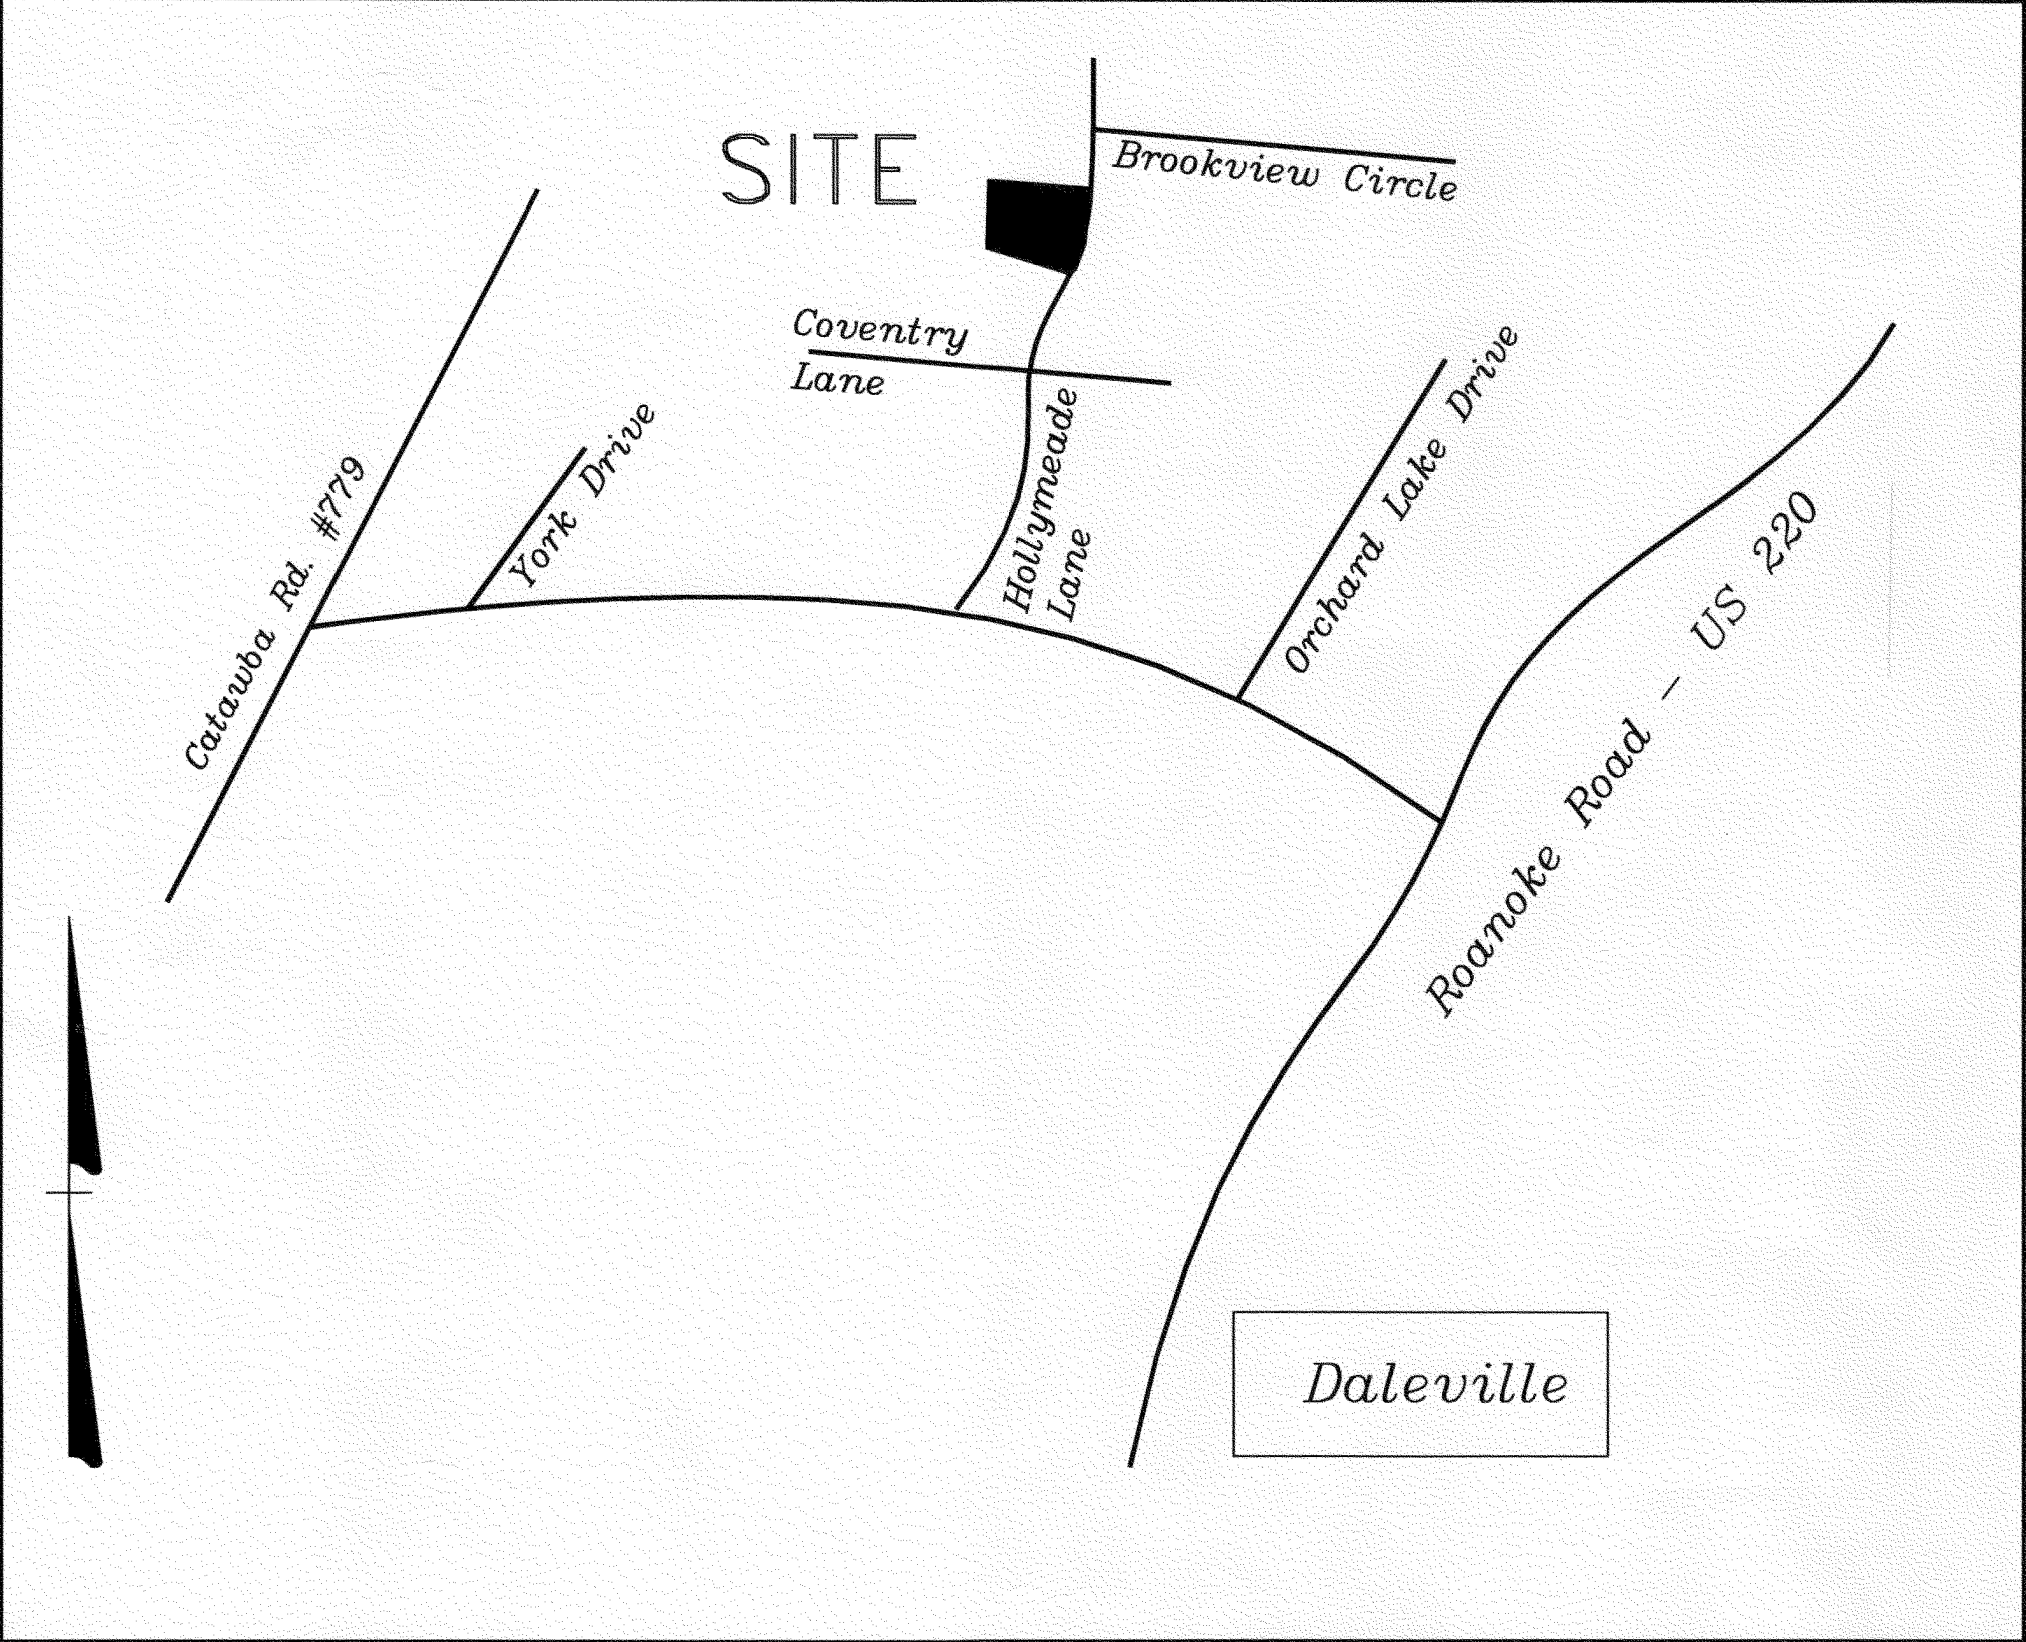 SITE
Brookview Circle
Coventry
Lane
Hollymeade
Lane
Catawba Rd. #779
York Drive
Orchard Lake Drive
Roanoke Road - US 220
Daleville